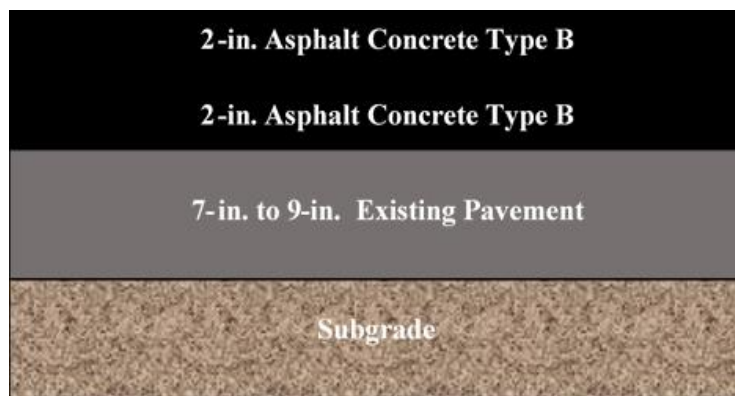 2-in. Asphalt Concrete Type B
2-in. Asphalt Concrete Type B
7-in. to 9-in. Existing Pavement
Subgrade